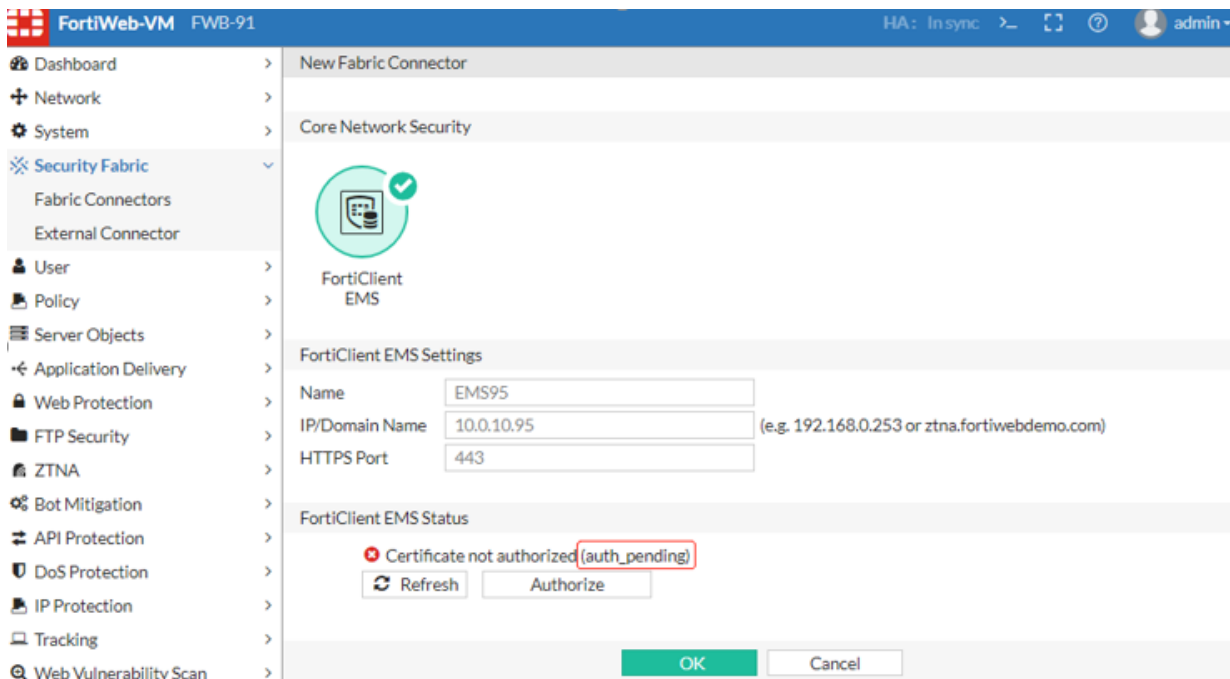 FortiWeb-VM FWB-91 HA: In sync >_ admin
Dashboard
Network
System
Security Fabric
Fabric Connectors
External Connector
User
Policy
Server Objects
Application Delivery
Web Protection
FTP Security
ZTNA
Bot Mitigation
API Protection
DoS Protection
IP Protection
Tracking
Web Vulnerability Scan
New Fabric Connector
Core Network Security
FortiClient
EMS
FortiClient EMS Settings
Name EMS95
IP/Domain Name 10.0.10.95 (e.g. 192.168.0.253 or ztna.fortiwebdemo.com)
HTTPS Port 443
FortiClient EMS Status
Certificate not authorized (auth_pending)
Refresh Authorize
OK Cancel